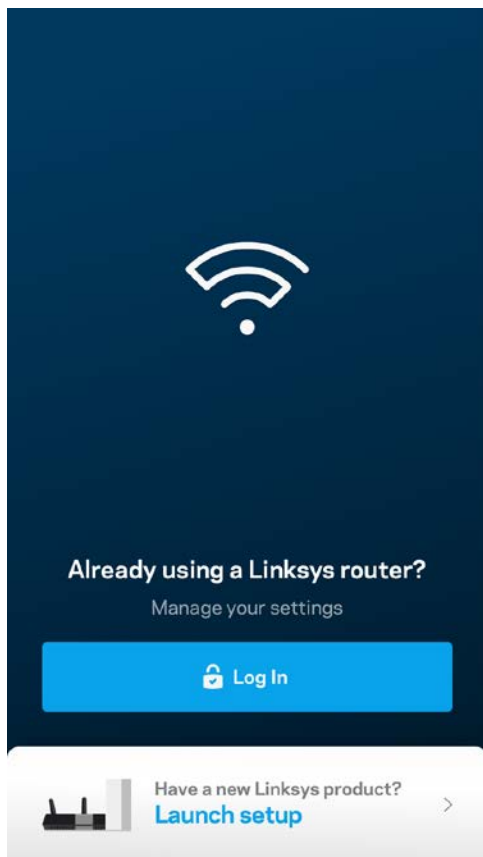 Already using a Linksys router?
Manage your settings
Log In
Have a new Linksys product?
Launch setup